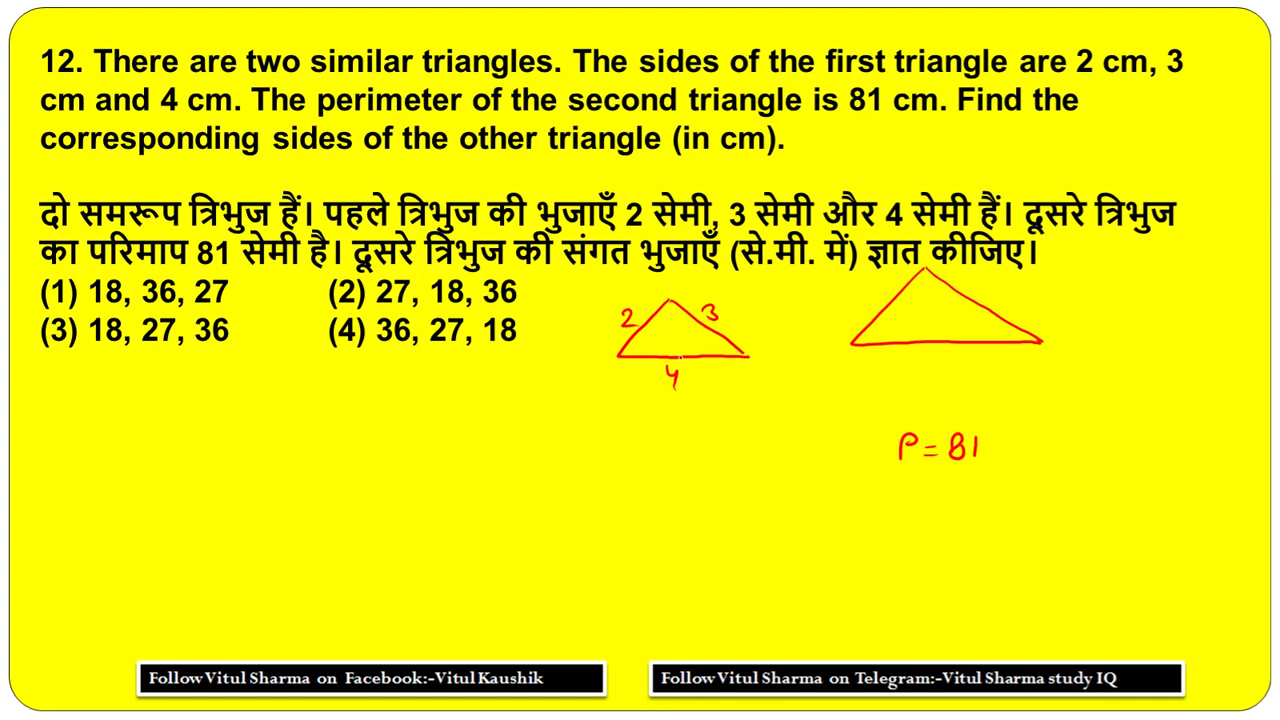 12. There are two similar triangles. The sides of the first triangle are 2 cm, 3
cm and 4 cm. The perimeter of the second triangle is 81 cm. Find the
corresponding sides of the other triangle (in cm).
दो समरूप त्रिभुज हैं। पहले त्रिभुज की भुजाएँ 2 सेमी, 3 सेमी और 4 सेमी हैं। दूसरे त्रिभुज
का परिमाप 81 सेमी है। दूसरे त्रिभुज की संगत भुजाएँ (से.मी. में) ज्ञात कीजिए।
(1) 18, 36, 27 (2) 27, 18, 36
(3) 18, 27, 36 (4) 36, 27, 18
2 3
4
P = 81
Follow Vitul Sharma on Facebook:-Vitul Kaushik
Follow Vitul Sharma on Telegram:-Vitul Sharma study IQ